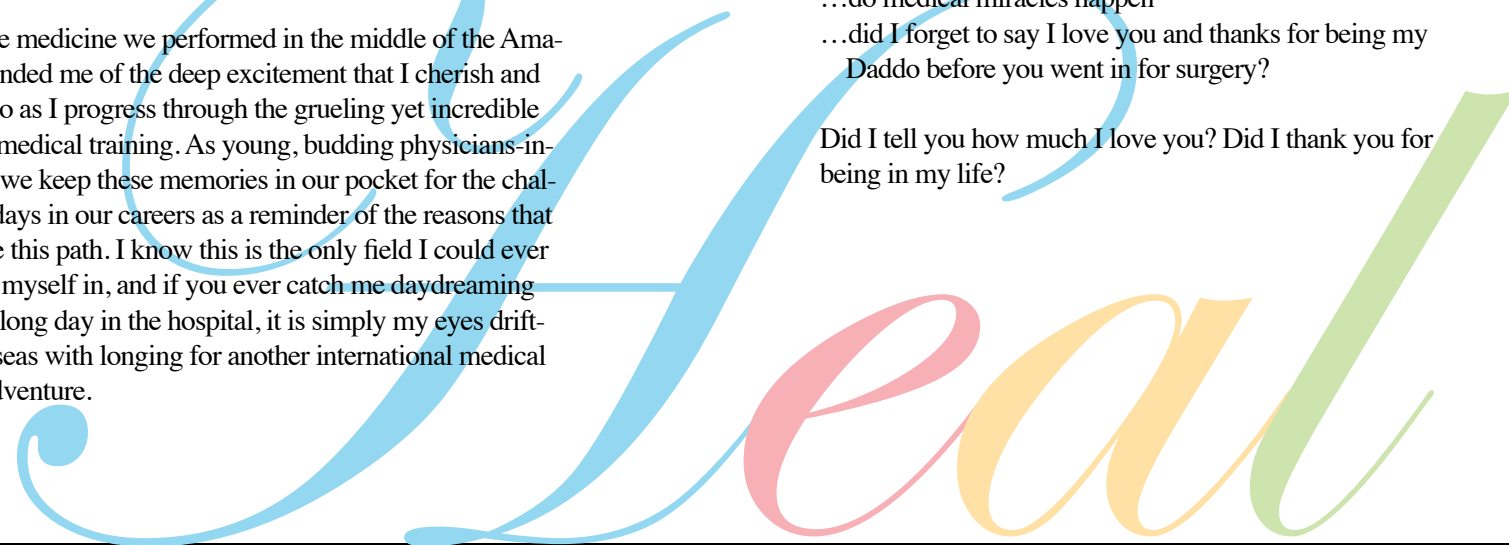 e medicine we performed in the middle of the Ama-
nded me of the deep excitement that I cherish and
o as I progress through the grueling yet incredible
medical training. As young, budding physicians-in-
we keep these memories in our pocket for the chal-
days in our careers as a reminder of the reasons that
e this path. I know this is the only field I could ever
myself in, and if you ever catch me daydreaming
long day in the hospital, it is simply my eyes drift-
seas with longing for another international medical
dventure.
…do medical miracles happen
…did I forget to say I love you and thanks for being my
Daddo before you went in for surgery?
Did I tell you how much I love you? Did I thank you for
being in my life?
Heal